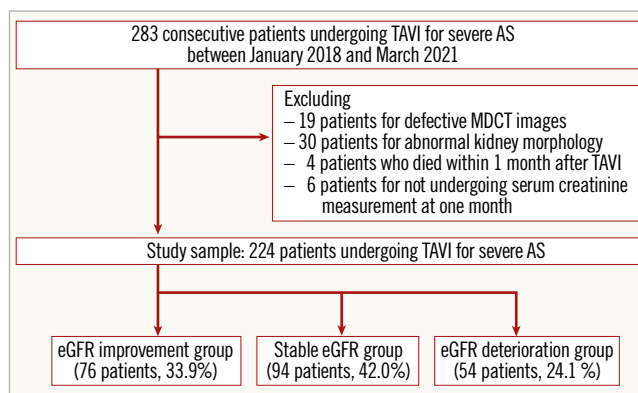 283 consecutive patients undergoing TAVI for severe AS
between January 2018 and March 2021
Excluding
– 19 patients for defective MDCT images
– 30 patients for abnormal kidney morphology
– 4 patients who died within 1 month after TAVI
– 6 patients for not undergoing serum creatinine
measurement at one month
Study sample: 224 patients undergoing TAVI for severe AS
eGFR improvement group
(76 patients, 33.9%)
Stable eGFR group
(94 patients, 42.0%)
eGFR deterioration group
(54 patients, 24.1 %)